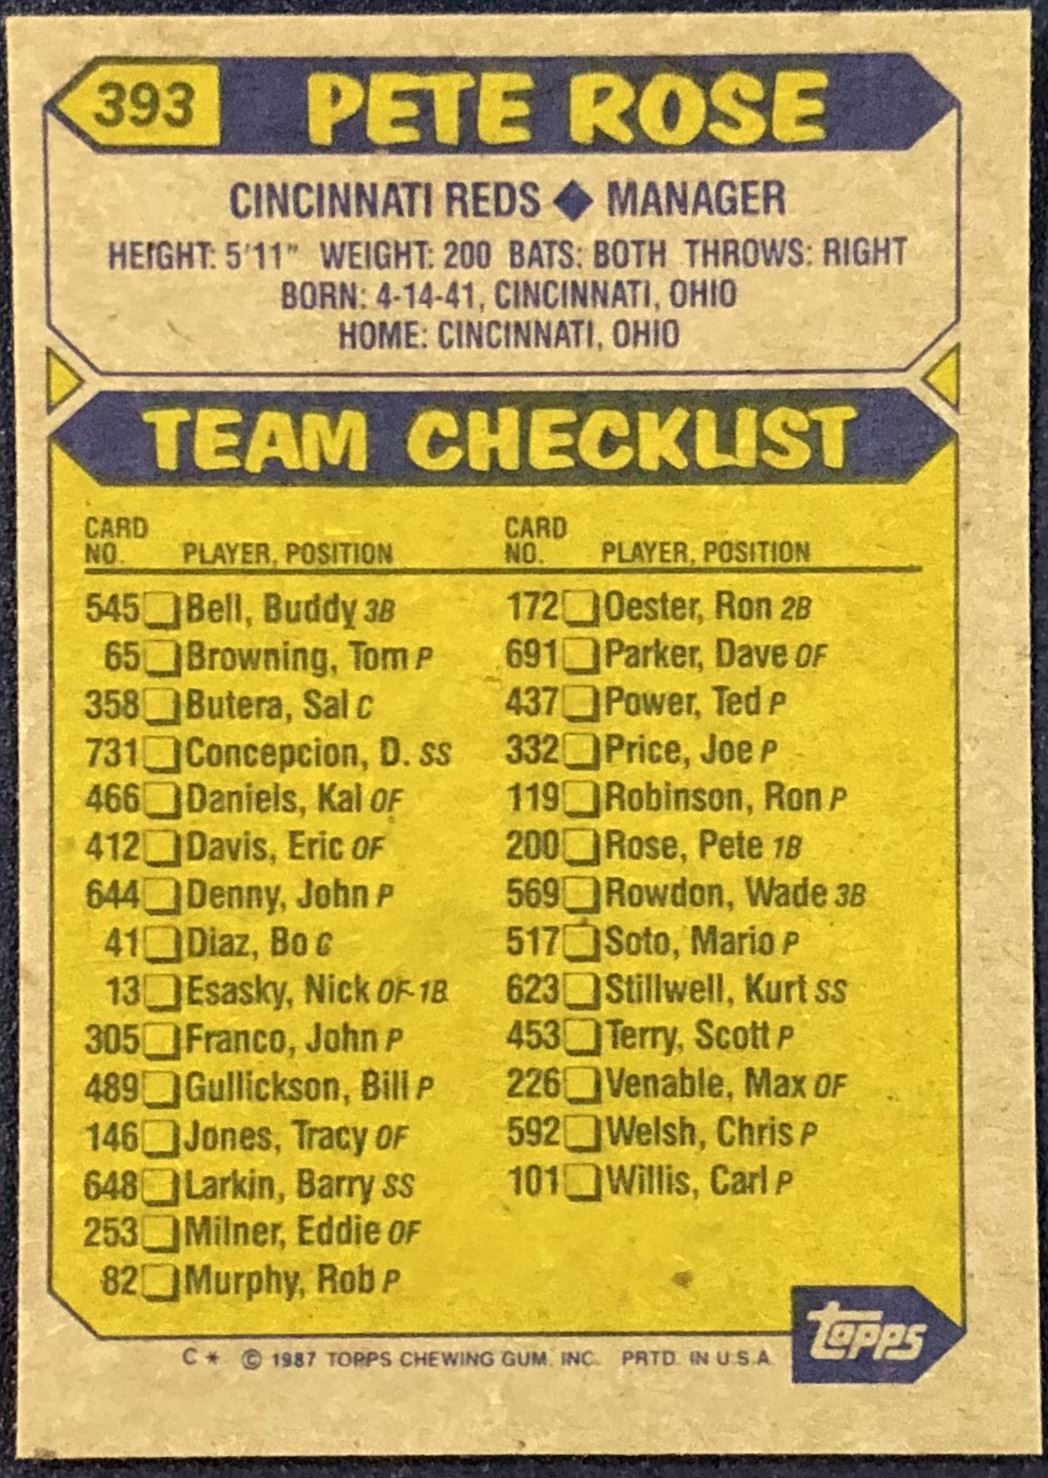 393 PETE ROSE
CINCINNATI REDS ◆ MANAGER
HEIGHT: 5'11" WEIGHT: 200 BATS: BOTH THROWS: RIGHT
BORN: 4-14-41, CINCINNATI, OHIO
HOME: CINCINNATI, OHIO
TEAM CHECKLIST
CARD
NO. PLAYER, POSITION
545 Bell, Buddy 3B
65 Browning, Tom P
358 Butera, Sal C
731 Concepcion, D. SS
466 Daniels, Kal OF
412 Davis, Eric OF
644 Denny, John P
41 Diaz, Bo C
13 Esasky, Nick OF-1B
305 Franco, John P
489 Gullickson, Bill P
146 Jones, Tracy OF
648 Larkin, Barry SS
253 Milner, Eddie OF
82 Murphy, Rob P
CARD
NO. PLAYER, POSITION
172 Oester, Ron 2B
691 Parker, Dave OF
437 Power, Ted P
332 Price, Joe P
119 Robinson, Ron P
200 Rose, Pete 1B
569 Rowdon, Wade 3B
517 Soto, Mario P
623 Stillwell, Kurt SS
453 Terry, Scott P
226 Venable, Max OF
592 Welsh, Chris P
101 Willis, Carl P
topps
C * © 1987 TOPPS CHEWING GUM, INC. PRTD. IN U.S.A.